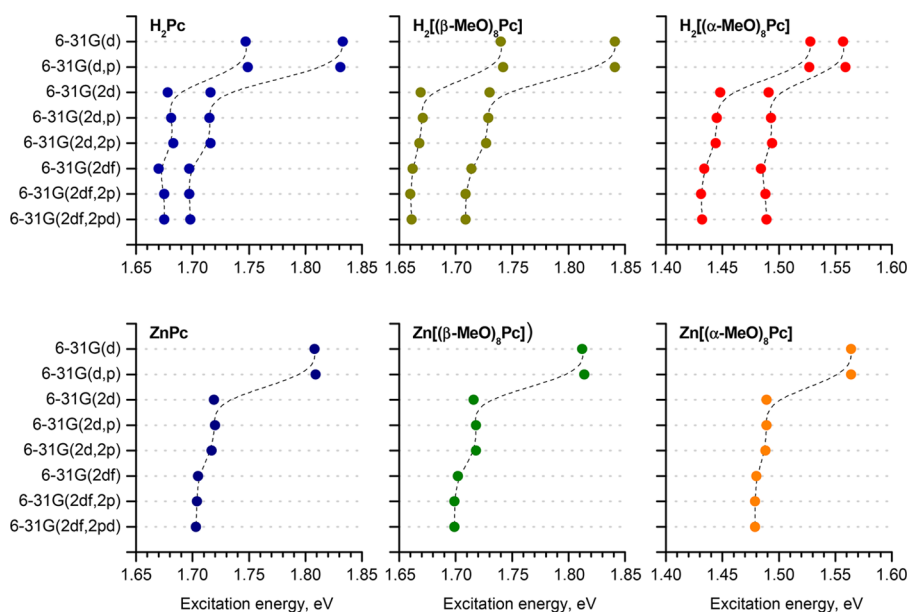 H₂Pc
H₂[(β-MeO)₈Pc]
H₂[(α-MeO)₈Pc]
6-31G(d)
6-31G(d,p)
6-31G(2d)
6-31G(2d,p)
6-31G(2d,2p)
6-31G(2df)
6-31G(2df,2p)
6-31G(2df,2pd)
1.65 1.70 1.75 1.80 1.85
1.65 1.70 1.75 1.80 1.85
1.40 1.45 1.50 1.55 1.60
ZnPc
Zn[(β-MeO)₈Pc])
Zn[(α-MeO)₈Pc]
6-31G(d)
6-31G(d,p)
6-31G(2d)
6-31G(2d,p)
6-31G(2d,2p)
6-31G(2df)
6-31G(2df,2p)
6-31G(2df,2pd)
1.65 1.70 1.75 1.80 1.85
1.65 1.70 1.75 1.80 1.85
1.40 1.45 1.50 1.55 1.60
Excitation energy, eV
Excitation energy, eV
Excitation energy, eV